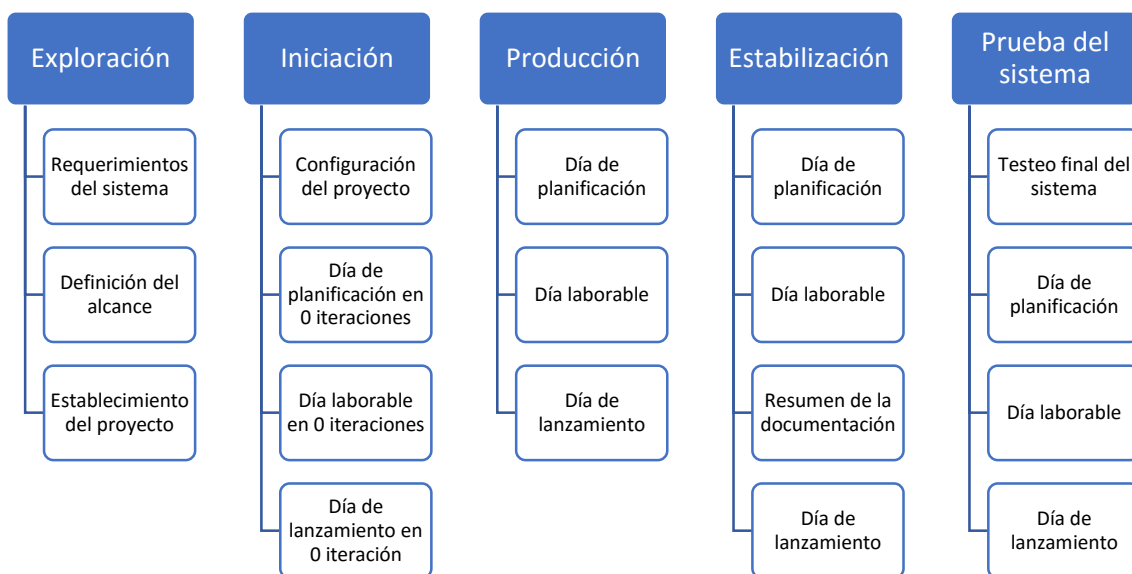 Exploración
Requerimientos
del sistema
Definición del
alcance
Establecimiento
del proyecto
Iniciación
Configuración
del proyecto
Día de
planificación en
0 iteraciones
Día laborable
en 0 iteraciones
Día de
lanzamiento en
0 iteración
Producción
Día de
planificación
Día laborable
Día de
lanzamiento
Estabilización
Día de
planificación
Día laborable
Resumen de la
documentación
Día de
lanzamiento
Prueba del
sistema
Testeo final del
sistema
Día de
planificación
Día laborable
Día de
lanzamiento